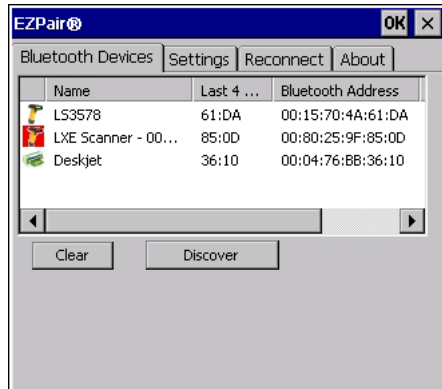 EZPair® OK ×
Bluetooth Devices Settings Reconnect About
Name Last 4 ... Bluetooth Address
LS3578 61:DA 00:15:70:4A:61:DA
LXE Scanner - 00... 85:0D 00:80:25:9F:85:0D
Deskjet 36:10 00:04:76:BB:36:10
Clear Discover